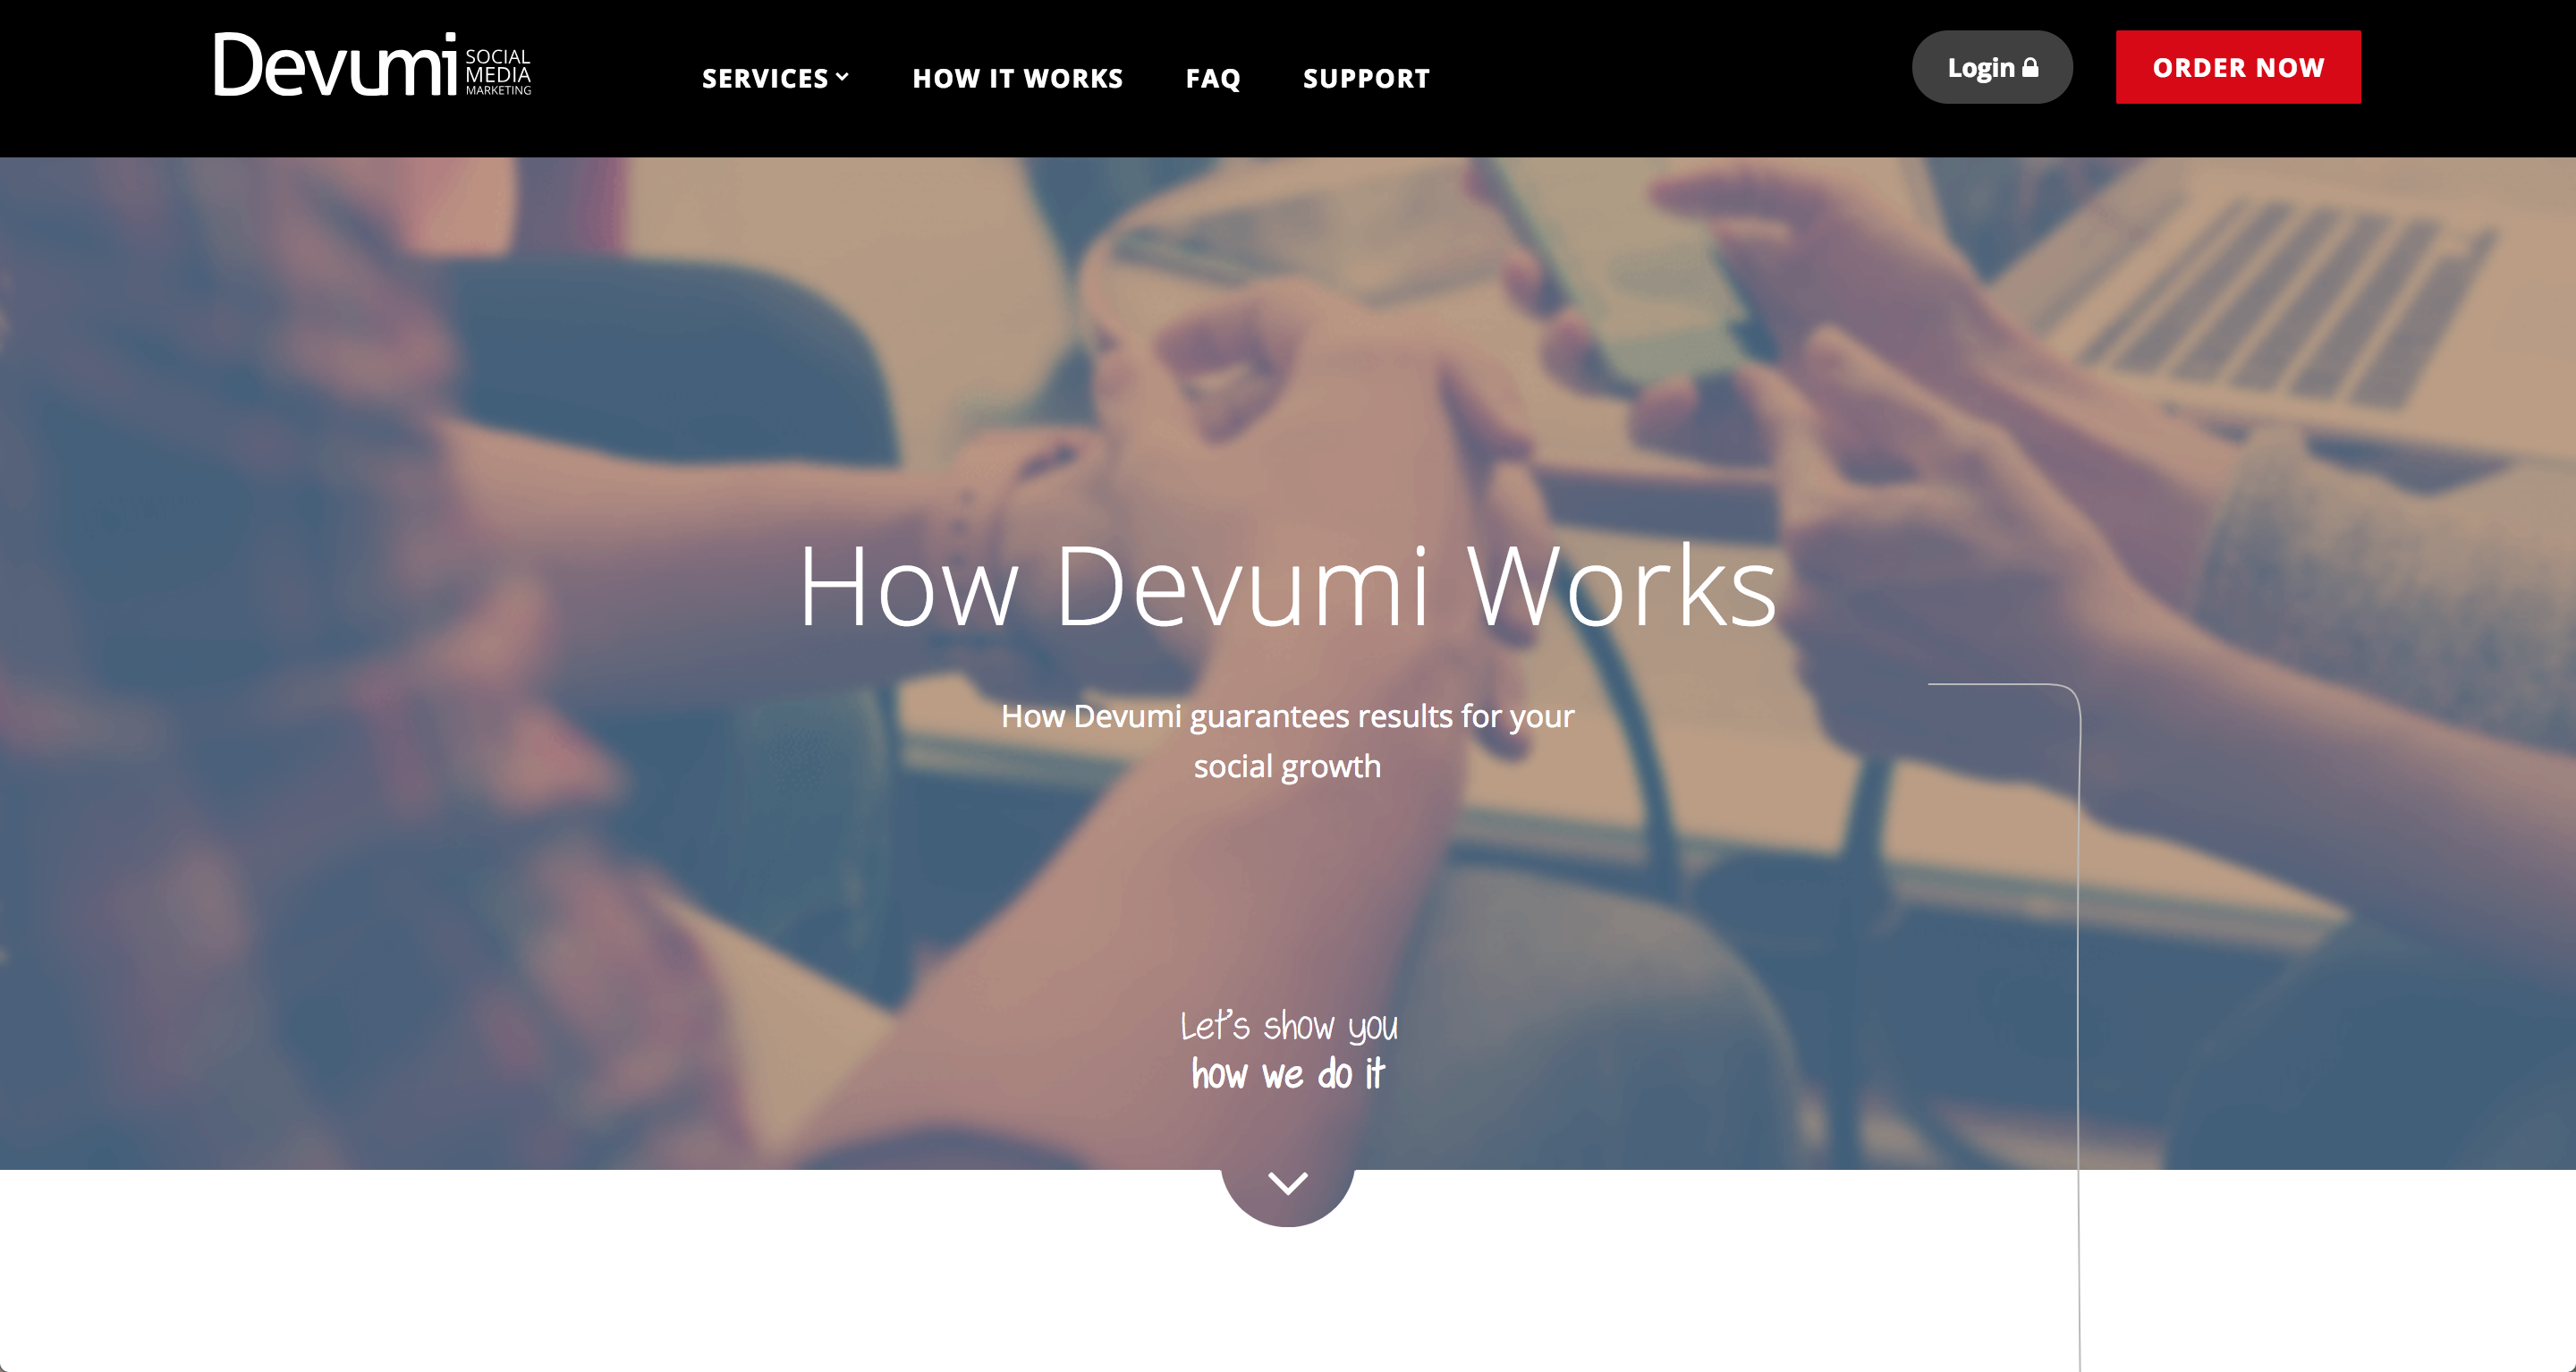 Devumi SOCIAL
MEDIA
MARKETING
SERVICES
HOW IT WORKS
FAQ
SUPPORT
Login
ORDER NOW
How Devumi Works
How Devumi guarantees results for your
social growth
Let's show you
how we do it